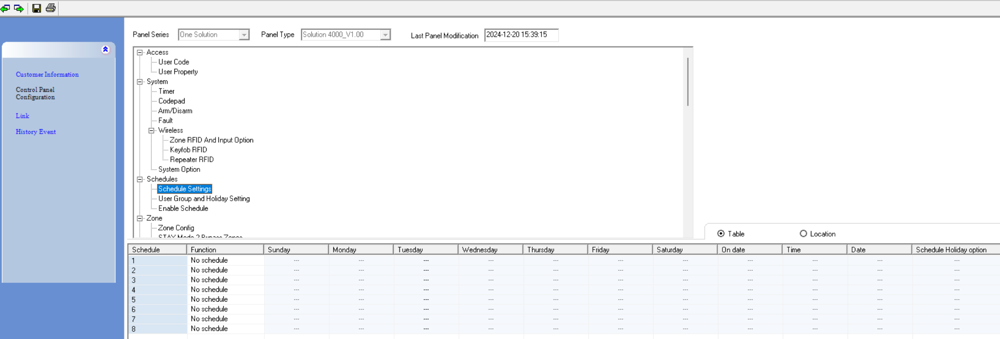 Panel Series One Solution Panel Type Solution 4000_V1.00 Last Panel Modification 2024-12-20 15:39:15
Customer Information
Control Panel
Configuration
Link
History Event
Access
User Code
User Property
System
Timer
Codepad
Arm/Disarm
Fault
Wireless
Zone RFID And Input Option
Keyfob RFID
Repeater RFID
System Option
Schedules
Schedule Settings
User Group and Holiday Setting
Enable Schedule
Zone
Zone Config
STAY Mode 2 Bypass Zones
Table Location
Schedule Function Sunday Monday Tuesday Wednesday Thursday Friday Saturday On date Time Date Schedule Holiday option
1 No schedule --- --- --- --- --- --- --- --- --- --- ---
2 No schedule --- --- --- --- --- --- --- --- --- --- ---
3 No schedule --- --- --- --- --- --- --- --- --- --- ---
4 No schedule --- --- --- --- --- --- --- --- --- --- ---
5 No schedule --- --- --- --- --- --- --- --- --- --- ---
6 No schedule --- --- --- --- --- --- --- --- --- --- ---
7 No schedule --- --- --- --- --- --- --- --- --- --- ---
8 No schedule --- --- --- --- --- --- --- --- --- --- ---